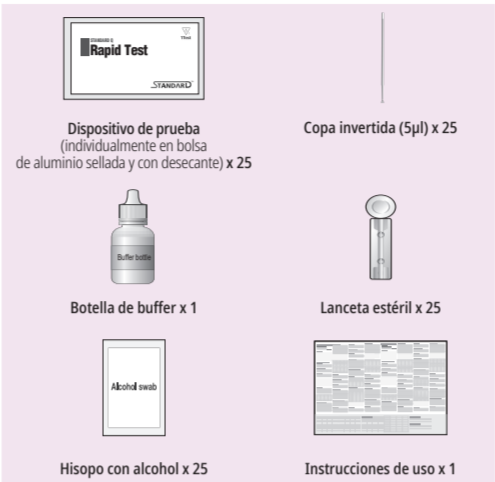 STANDARD Q
Rapid Test
STANDARD
Dispositivo de prueba
(individualmente en bolsa
de aluminio sellada y con desecante) x 25
Copa invertida (5μl) x 25
Buffer bottle
Botella de buffer x 1
Lanceta estéril x 25
Alcohol swab
Hisopo con alcohol x 25
Instrucciones de uso x 1